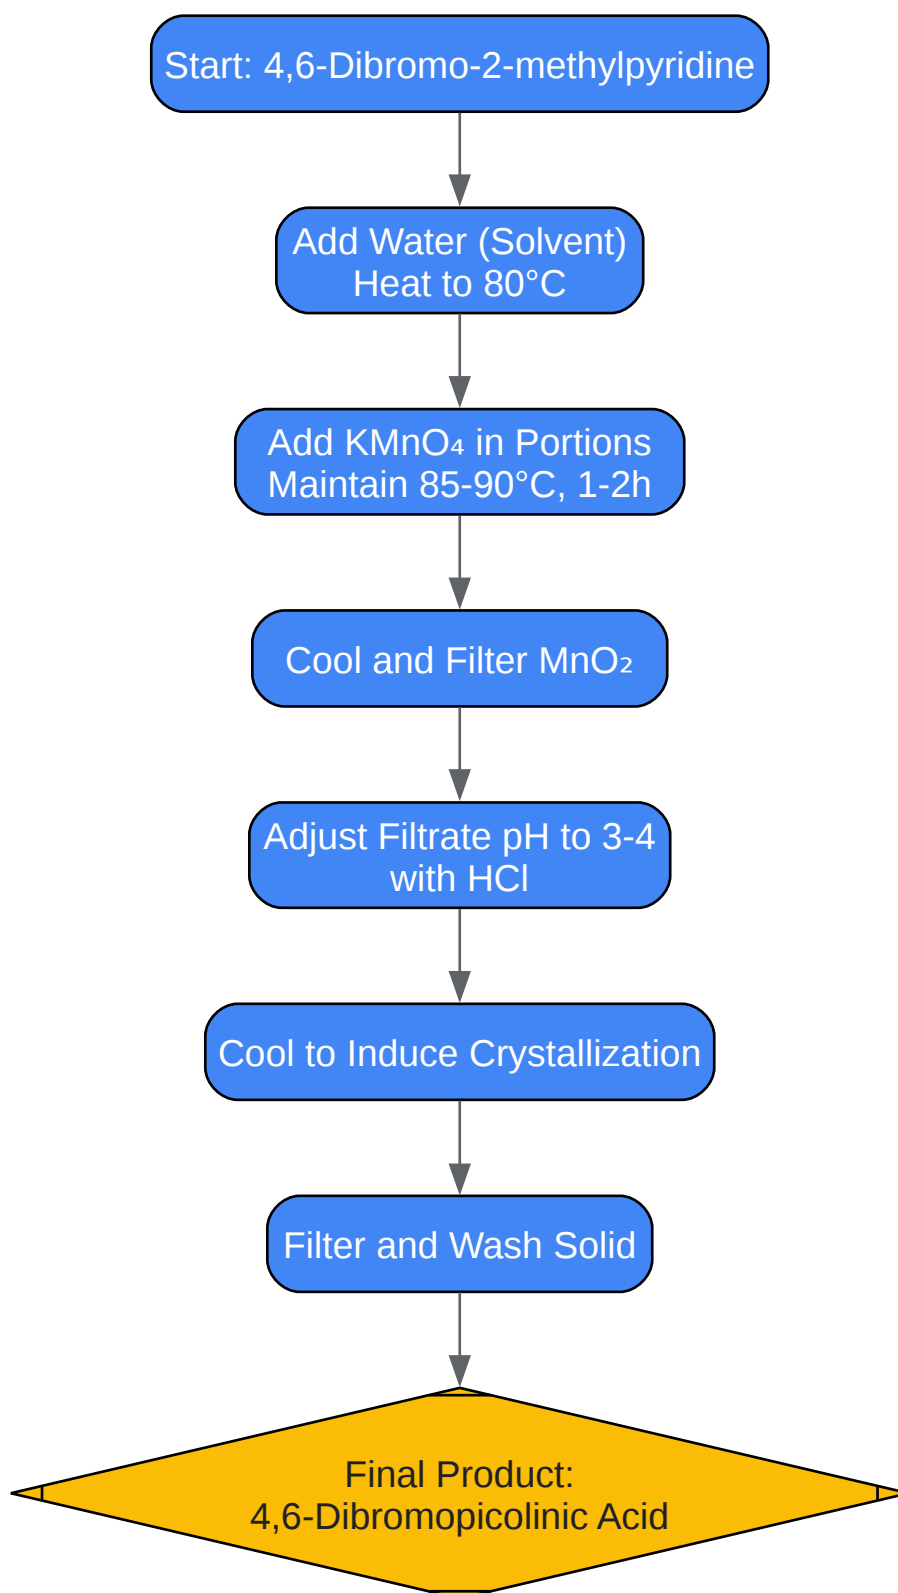 Start: 4,6-Dibromo-2-methylpyridine
Add Water (Solvent)
Heat to 80°C
Add KMnO₄ in Portions
Maintain 85-90°C, 1-2h
Cool and Filter MnO₂
Adjust Filtrate pH to 3-4
with HCl
Cool to Induce Crystallization
Filter and Wash Solid
Final Product:
4,6-Dibromopicolinic Acid